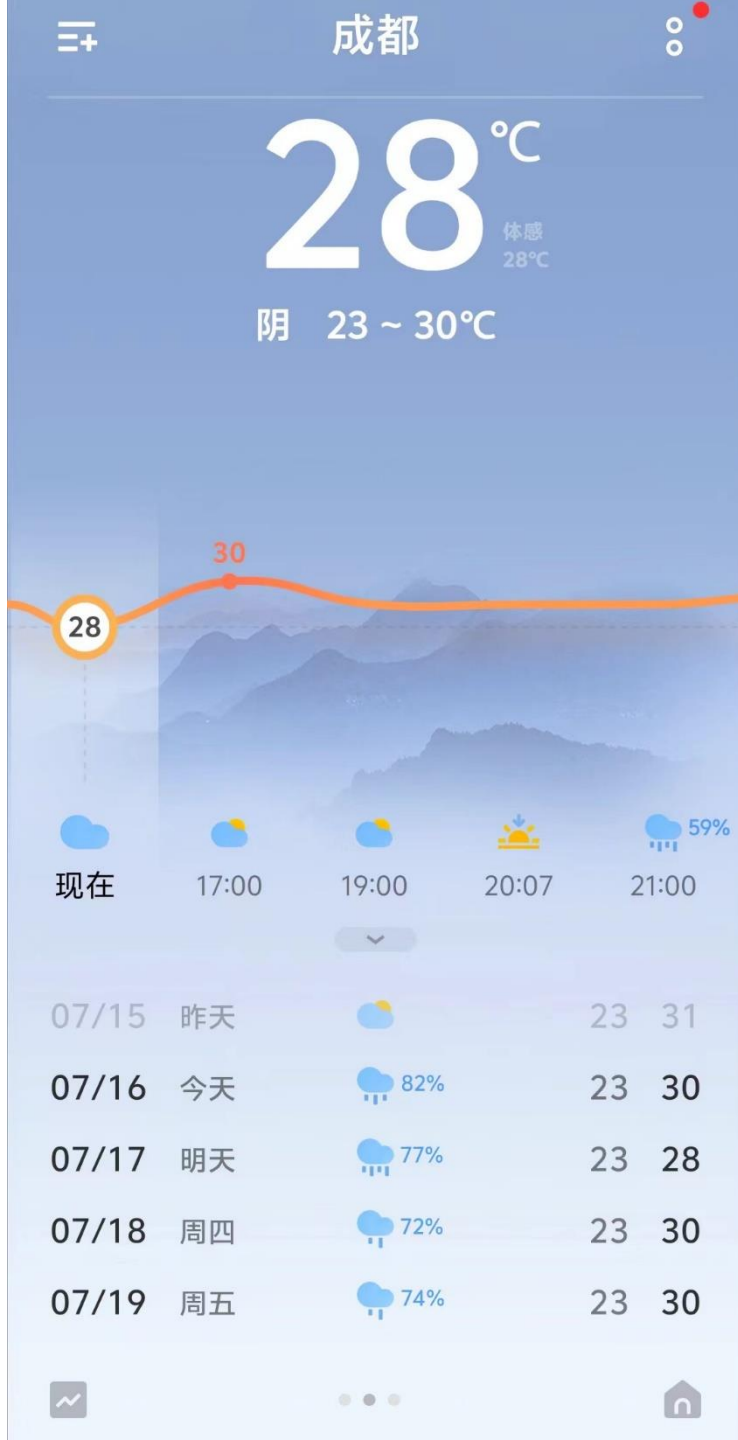 成都
28℃
体感
28℃
阴 23 ~ 30℃
30
28
59%
现在 17:00 19:00 20:07 21:00
07/15 昨天 23 31
07/16 今天 82% 23 30
07/17 明天 77% 23 28
07/18 周四 72% 23 30
07/19 周五 74% 23 30